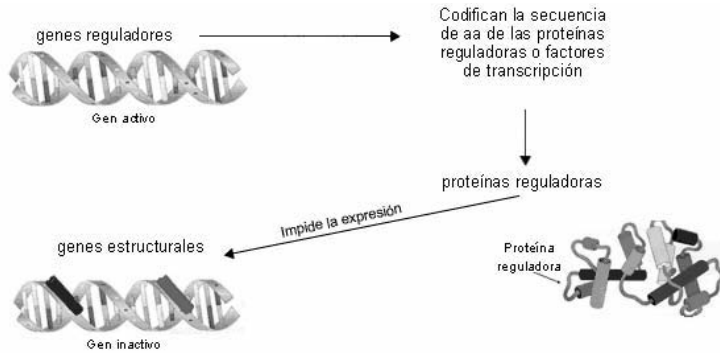 genes reguladores
Gen activo
Codifican la secuencia
de aa de las proteínas
reguladoras o factores
de transcripción
proteínas reguladoras
Impide la expresión
genes estructurales
Gen inactivo
Proteína
reguladora